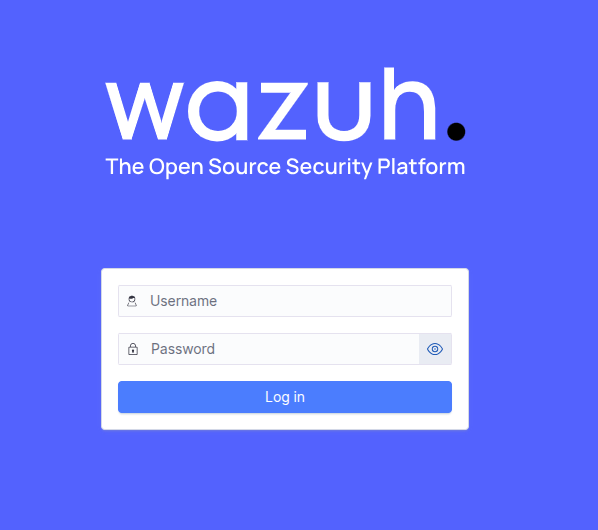 wazuh.
The Open Source Security Platform
Username
Password
Log in